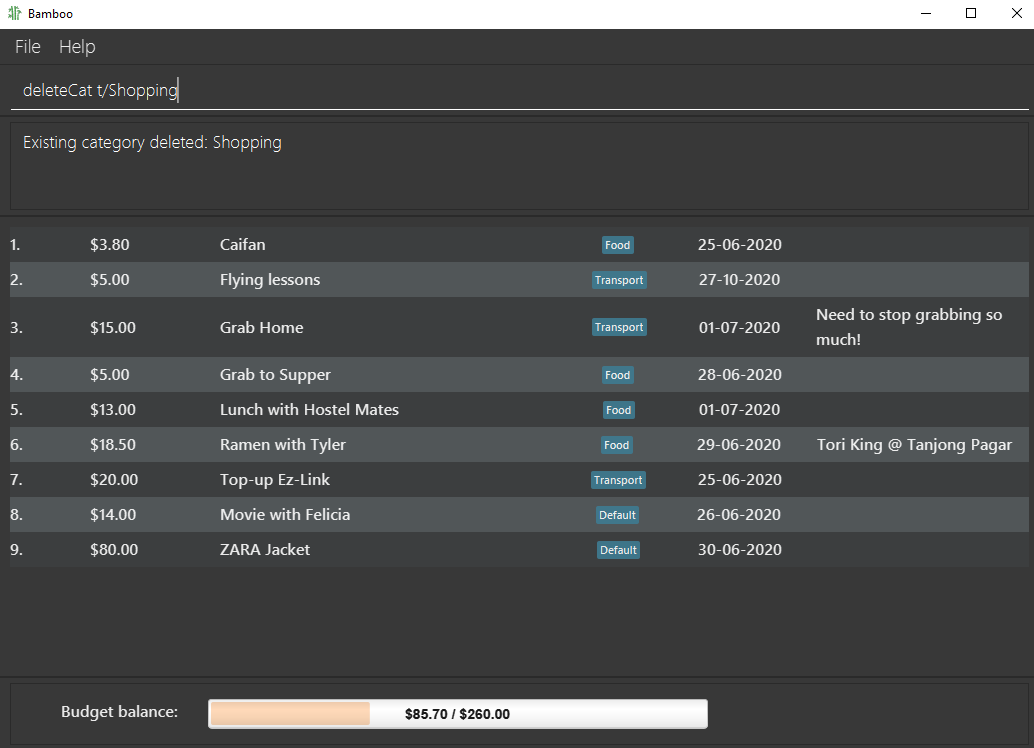 Bamboo
File Help
deleteCat t/Shopping
Existing category deleted: Shopping
1. $3.80 Caifan Food 25-06-2020
2. $5.00 Flying lessons Transport 27-10-2020
3. $15.00 Grab Home Transport 01-07-2020 Need to stop grabbing so
much!
4. $5.00 Grab to Supper Food 28-06-2020
5. $13.00 Lunch with Hostel Mates Food 01-07-2020
6. $18.50 Ramen with Tyler Food 29-06-2020 Tori King @ Tanjong Pagar
7. $20.00 Top-up Ez-Link Transport 25-06-2020
8. $14.00 Movie with Felicia Default 26-06-2020
9. $80.00 ZARA Jacket Default 30-06-2020
Budget balance: $85.70 / $260.00